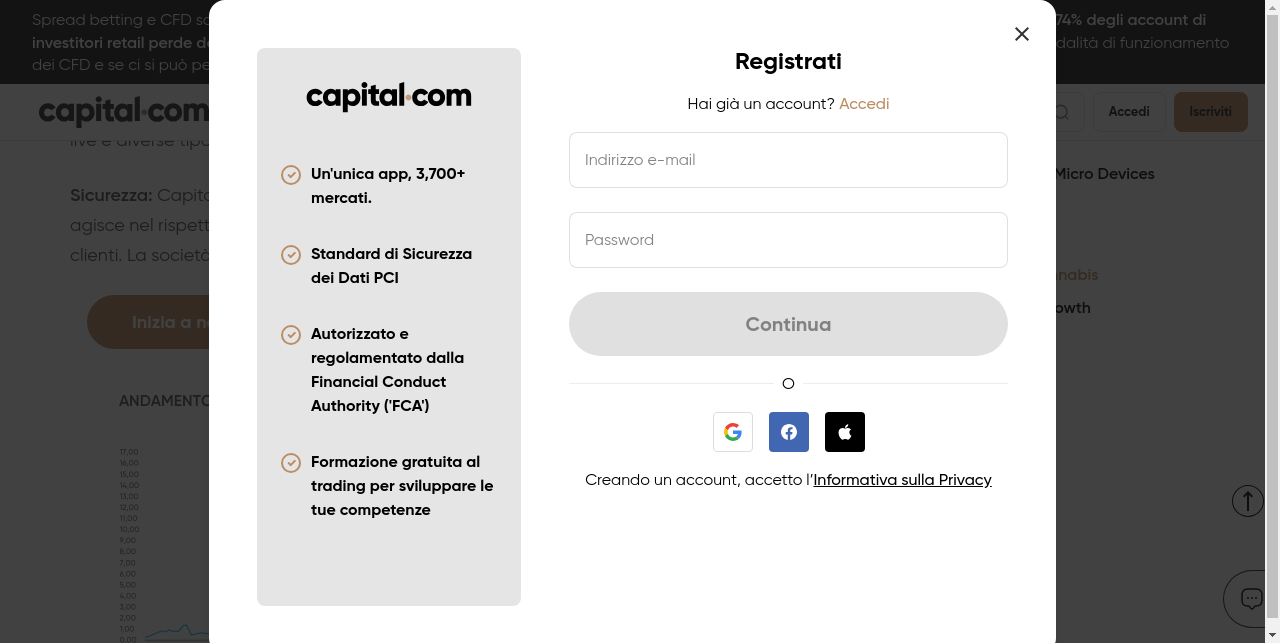 Spread betting e CFD so
investitori retail perde de
dei CFD e se ci si può pe
74% degli account di
dalità di funzionamento
capital.com
Accedi
Iscriviti
live e diverse tipo
Sicurezza: Capita
agisce nel rispett
clienti. La società
Inizia a n
ANDAMENTO
17,00
16,00
15,00
14,00
13,00
12,00
11,00
10,00
9,00
8,00
7,00
6,00
5,00
4,00
3,00
2,00
1,00
0,00
capital.com
Un'unica app, 3,700+
mercati.
Standard di Sicurezza
dei Dati PCI
Autorizzato e
regolamentato dalla
Financial Conduct
Authority ('FCA')
Formazione gratuita al
trading per sviluppare le
tue competenze
Registrati
Hai già un account? Accedi
Indirizzo e-mail
Password
Continua
O
Creando un account, accetto l'Informativa sulla Privacy
Micro Devices
nnabis
owth